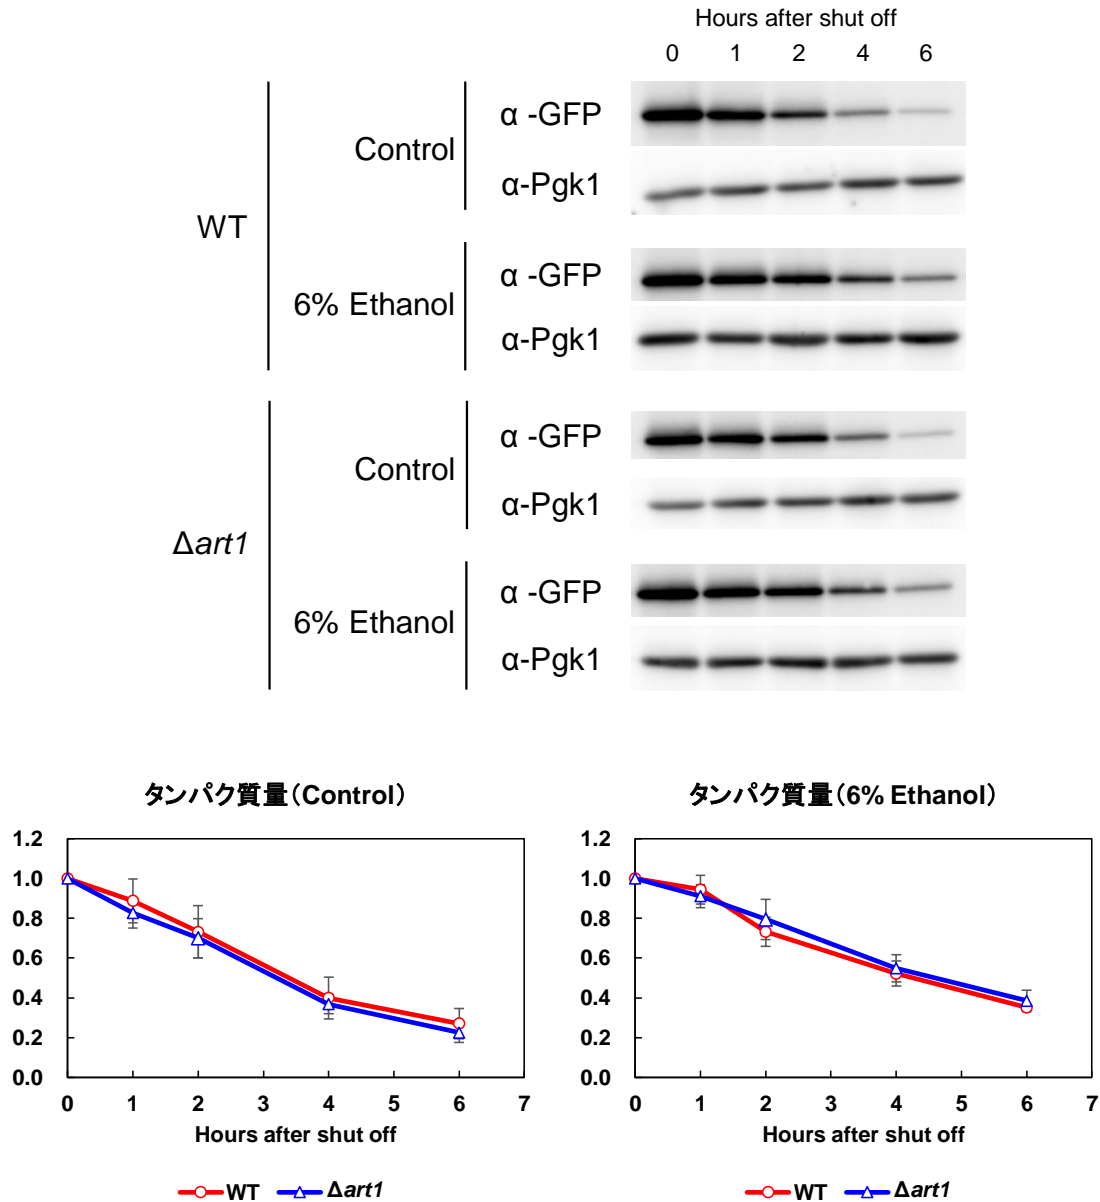 Hours after shut off
0 1 2 4 6
WT
Control
α -GFP
α-Pgk1
6% Ethanol
α -GFP
α-Pgk1
Δart1
Control
α -GFP
α-Pgk1
6% Ethanol
α -GFP
α-Pgk1
タンパク質量（Control）
1.2
1.0
0.8
0.6
0.4
0.2
0.0
0 1 2 3 4 5 6 7
Hours after shut off
WT Δart1
タンパク質量（6% Ethanol）
1.2
1.0
0.8
0.6
0.4
0.2
0.0
0 1 2 3 4 5 6 7
Hours after shut off
WT Δart1